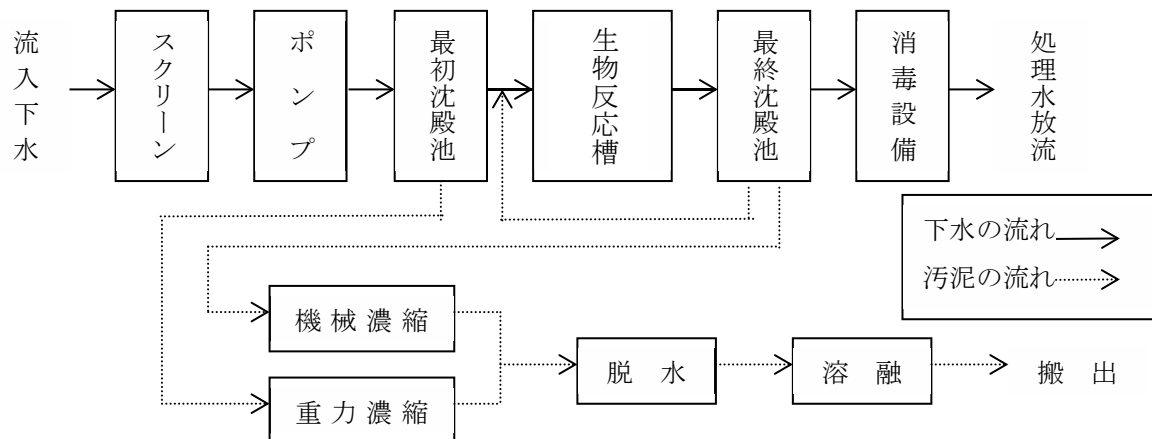 流入下水
スクリーン
ポンプ
最初沈殿池
生物反応槽
最終沈殿池
消毒設備
処理水放流
下水の流れ
汚泥の流れ
機械濃縮
重力濃縮
脱水
溶融
搬出